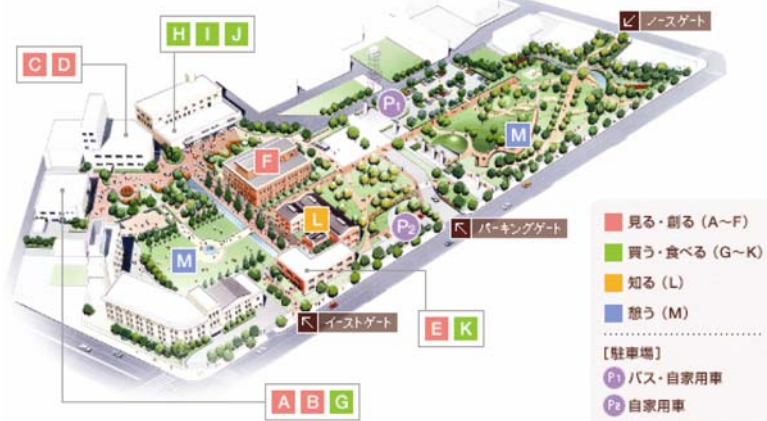 ノースゲート
H I J
C D
P1
M
F
L
P2
パーキングゲート
M
イーストゲート
E K
A B G
見る・創る（A～F）
買う・食べる（G～K）
知る（L）
憩う（M）
［駐車場］
P1 バス・自家用車
P2 自家用車